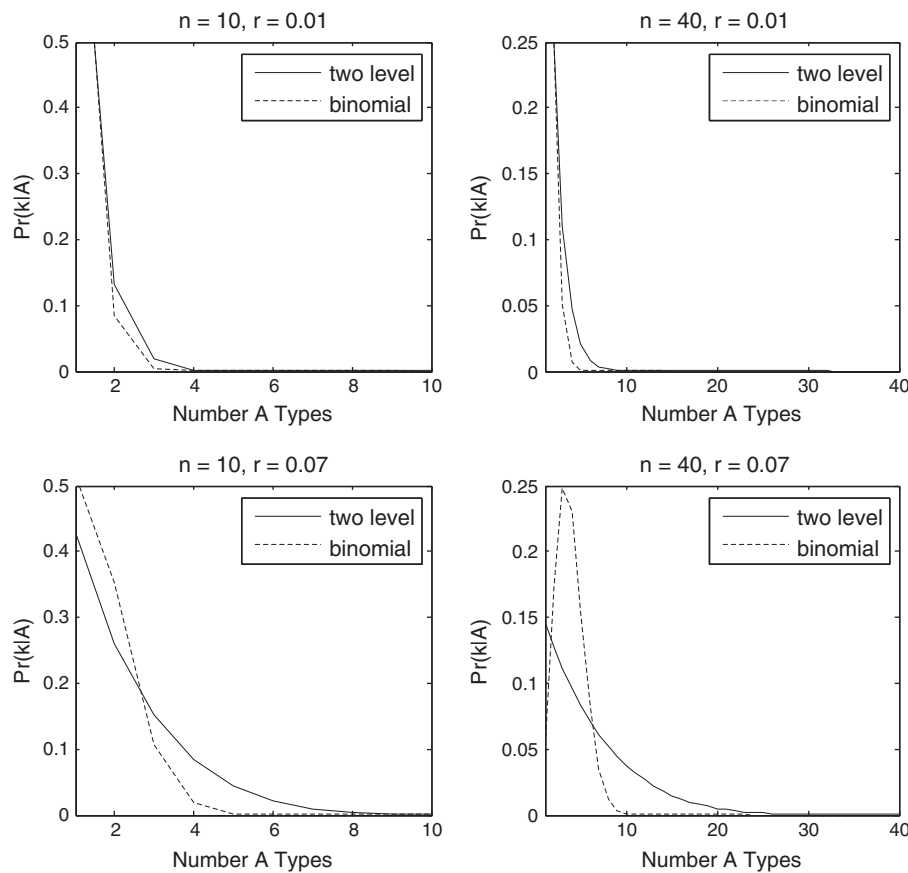 n = 10, r = 0.01
0.5
0.4
0.3
0.2
0.1
0
Pr(k|A)
two level
binomial
2 4 6 8 10
Number A Types
n = 40, r = 0.01
0.25
0.2
0.15
0.1
0.05
0
Pr(k|A)
two level
binomial
10 20 30 40
Number A Types
n = 10, r = 0.07
0.5
0.4
0.3
0.2
0.1
0
Pr(k|A)
two level
binomial
2 4 6 8 10
Number A Types
n = 40, r = 0.07
0.25
0.2
0.15
0.1
0.05
0
Pr(k|A)
two level
binomial
10 20 30 40
Number A Types